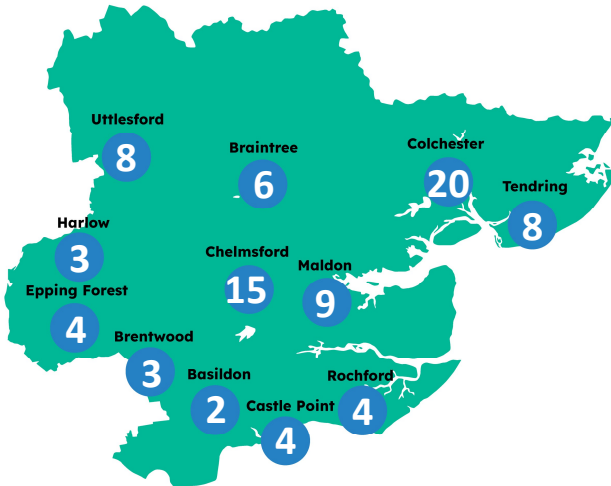 Uttlesford
8
Braintree
6
Colchester
20
Tendring
8
Harlow
3
Chelmsford
15
Maldon
9
Epping Forest
4
Brentwood
3
Basildon
2
Rochford
4
Castle Point
4